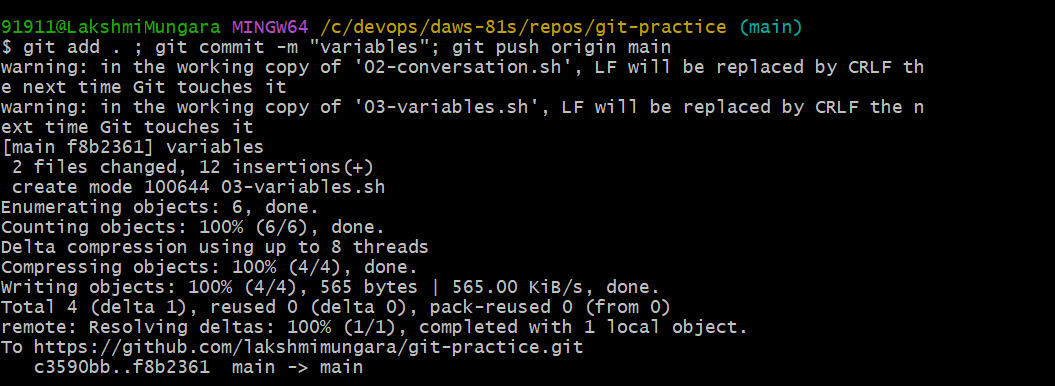 91911@LakshmiMungara MINGW64 /c/devops/daws-81s/repos/git-practice (main)
$ git add . ; git commit -m "variables"; git push origin main
warning: in the working copy of '02-conversation.sh', LF will be replaced by CRLF th
e next time Git touches it
warning: in the working copy of '03-variables.sh', LF will be replaced by CRLF the n
ext time Git touches it
[main f8b2361] variables
 2 files changed, 12 insertions(+)
 create mode 100644 03-variables.sh
Enumerating objects: 6, done.
Counting objects: 100% (6/6), done.
Delta compression using up to 8 threads
Compressing objects: 100% (4/4), done.
Writing objects: 100% (4/4), 565 bytes | 565.00 KiB/s, done.
Total 4 (delta 1), reused 0 (delta 0), pack-reused 0 (from 0)
remote: Resolving deltas: 100% (1/1), completed with 1 local object.
To https://github.com/lakshmimungara/git-practice.git
   c3590bb..f8b2361  main -> main